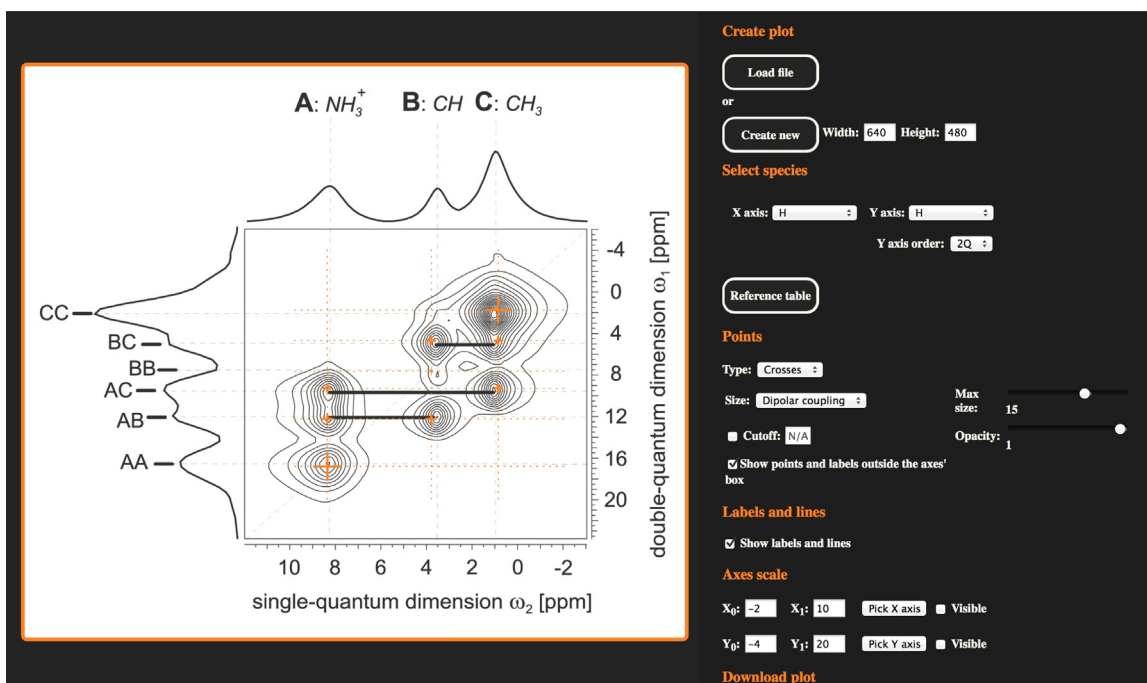 A: NH3+ B: CH C: CH3
CC
BC
BB
AC
AB
AA
-4
0
4
8
12
16
20
double-quantum dimension ω1 [ppm]
10 8 6 4 2 0 -2
single-quantum dimension ω2 [ppm]
Create plot
Load file
or
Create new Width: 640 Height: 480
Select species
X axis: H Y axis: H
Y axis order: 2Q
Reference table
Points
Type: Crosses
Size: Dipolar coupling Max size: 15
Cutoff: N/A Opacity: 1
Show points and labels outside the axes'
box
Labels and lines
Show labels and lines
Axes scale
X0: -2 X1: 10 Pick X axis Visible
Y0: -4 Y1: 20 Pick Y axis Visible
Download plot